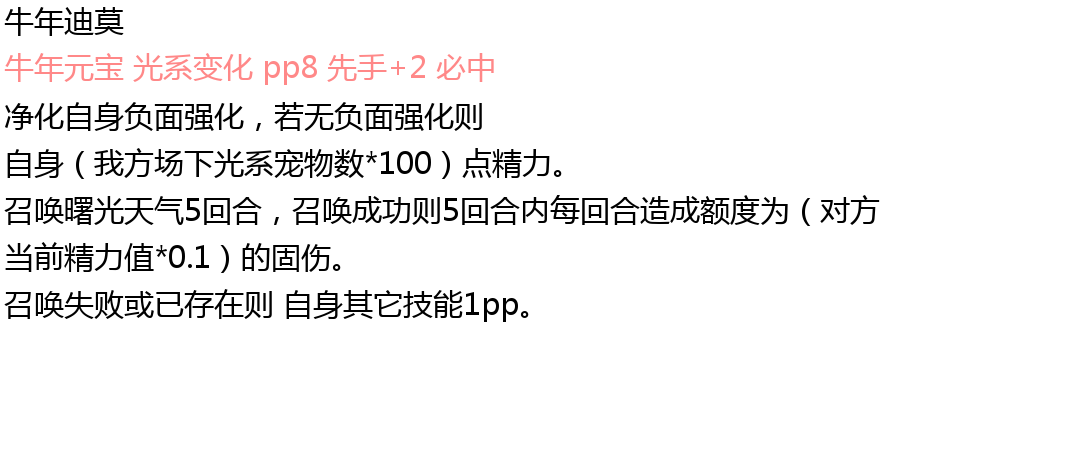 牛年迪莫
牛年元宝 光系变化 pp8 先手+2 必中
净化自身负面强化，若无负面强化则
自身（我方场下光系宠物数*100）点精力。
召唤曙光天气5回合，召唤成功则5回合内每回合造成额度为（对方
当前精力值*0.1）的固伤。
召唤失败或已存在则 自身其它技能1pp。